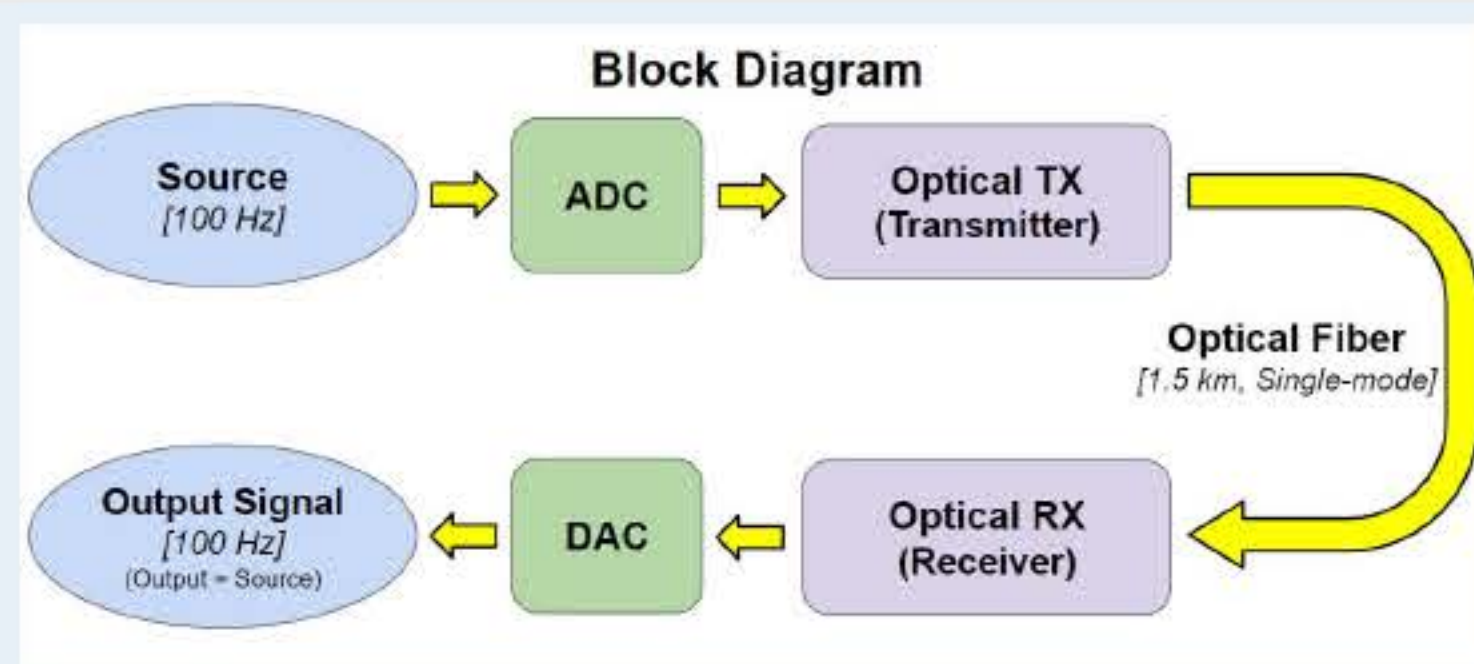 Block Diagram
Source
[100 Hz]
ADC
Optical TX
(Transmitter)
Optical Fiber
[1.5 km, Single-mode]
Optical RX
(Receiver)
DAC
Output Signal
[100 Hz]
(Output = Source)